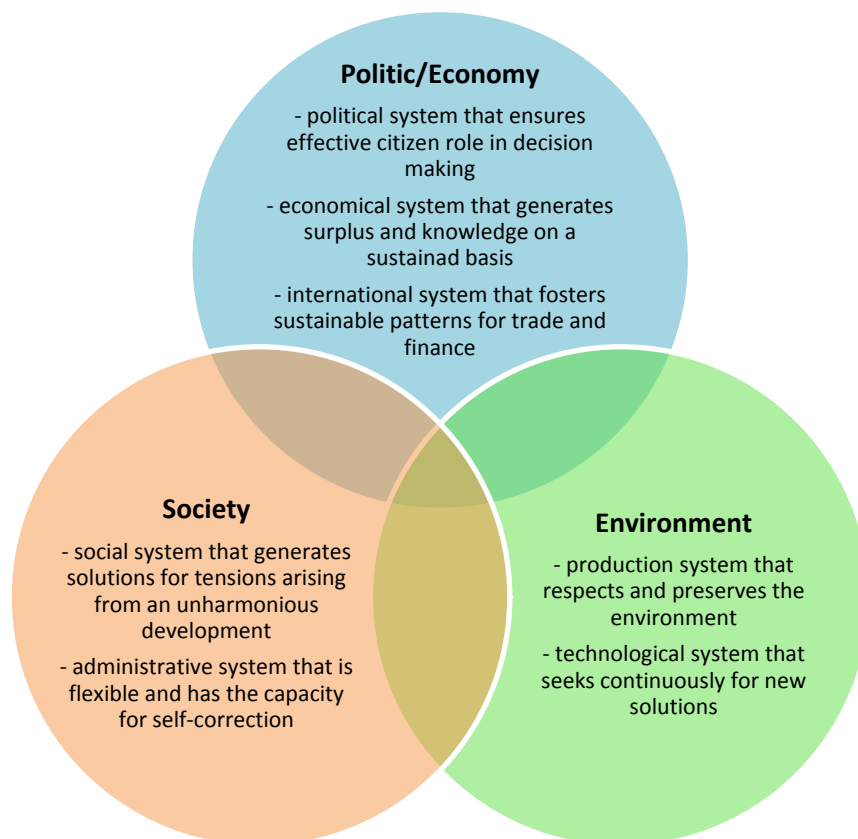 Politic/Economy
- political system that ensures
effective citizen role in decision
making
- economical system that generates
surplus and knowledge on a
sustainad basis
- international system that fosters
sustainable patterns for trade and
finance
Society
- social system that generates
solutions for tensions arising
from an unharmonious
development
- administrative system that is
flexible and has the capacity
for self-correction
Environment
- production system that
respects and preserves the
environment
- technological system that
seeks continuously for new
solutions